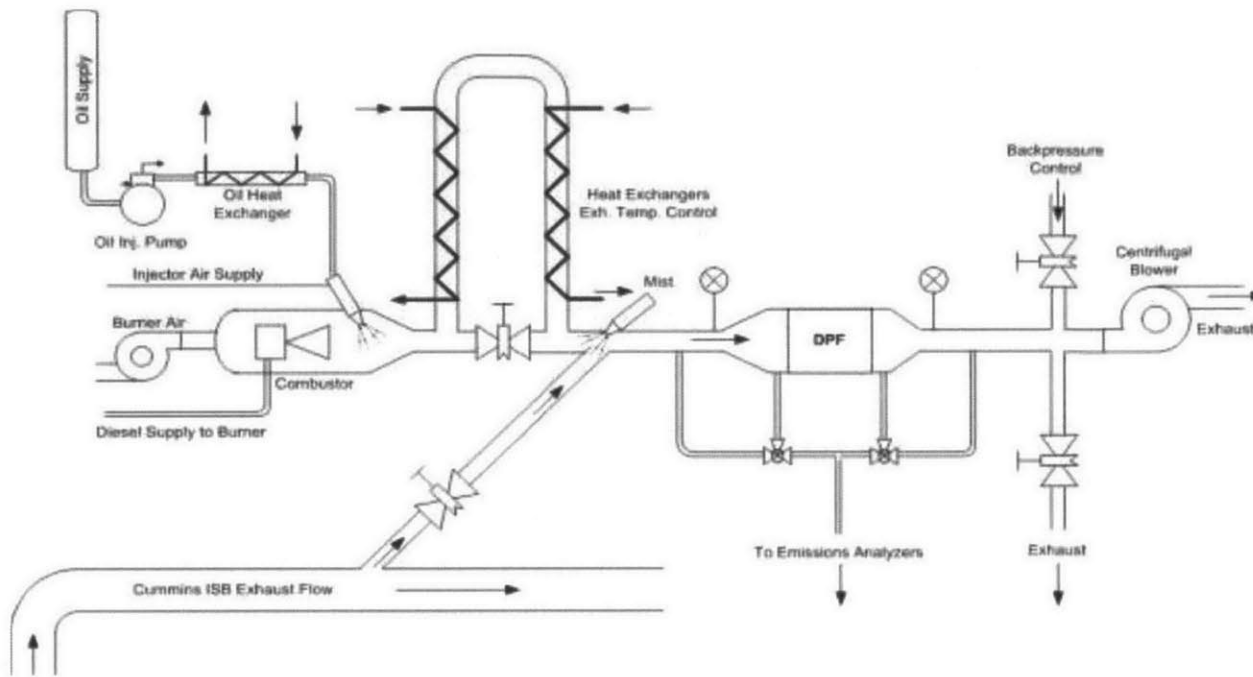 Oil Supply
Oil Heat
Exchanger
Oil Inj. Pump
Injector Air Supply
Burner Air
Combustor
Diesel Supply to Burner
Heat Exchangers
Exh. Temp. Control
Mist
DPF
Backpressure
Control
Centrifugal
Blower
Exhaust
To Emissions Analyzers
Exhaust
Cummins ISB Exhaust Flow